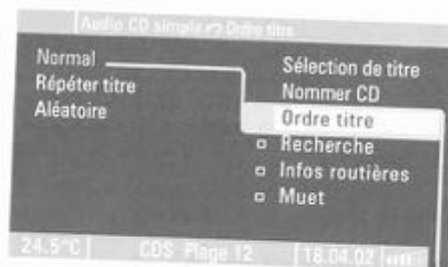 Audio CD simple Ordre titre
Normal
Répéter titre
Aléatoire
Sélection de titre
Nommer CD
Ordre titre
Recherche
Infos routières
Muet
24.5°C CDS Plage 12 18.04.02